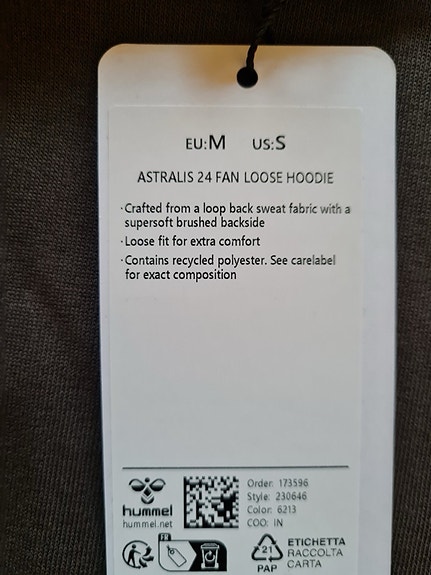 EU:M US:S
ASTRALIS 24 FAN LOOSE HOODIE
·Crafted from a loop back sweat fabric with a
supersoft brushed backside
·Loose fit for extra comfort
·Contains recycled polyester. See carelabel
for exact composition
hummel
hummel.net
Order: 173596
Style: 230646
Color: 6213
COO: IN
FR
21
PAP
ETICHETTA
RACCOLTA
CARTA